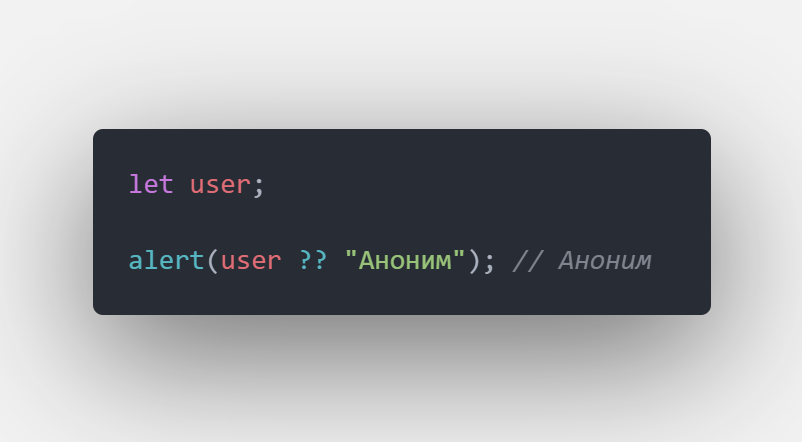 let user;
alert(user ?? "Аноним"); // Аноним